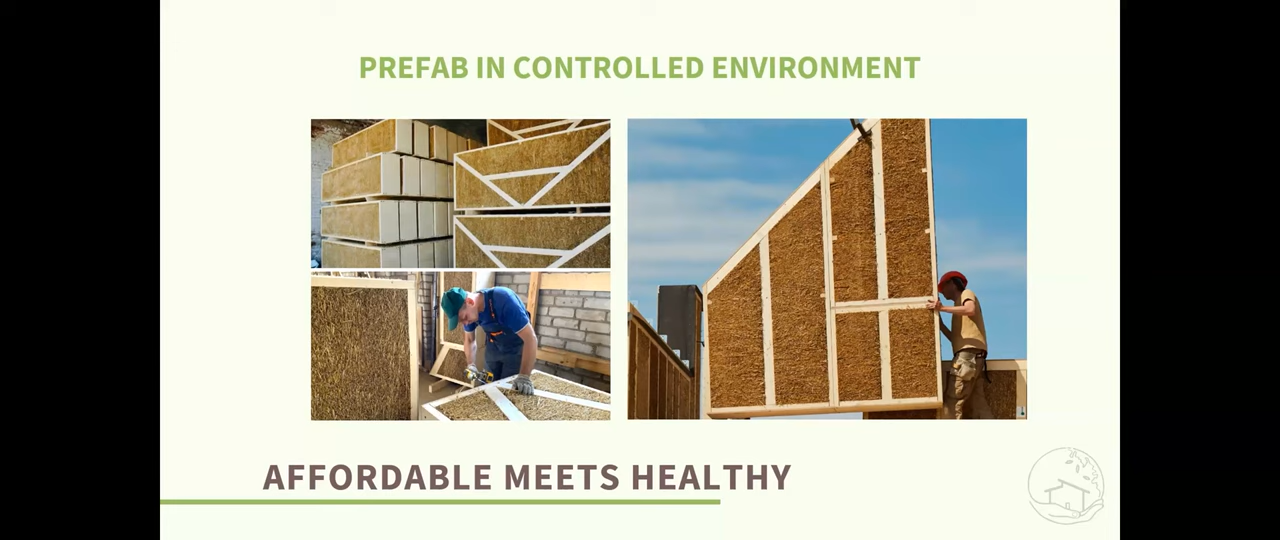 PREFAB IN CONTROLLED ENVIRONMENT
AFFORDABLE MEETS HEALTHY